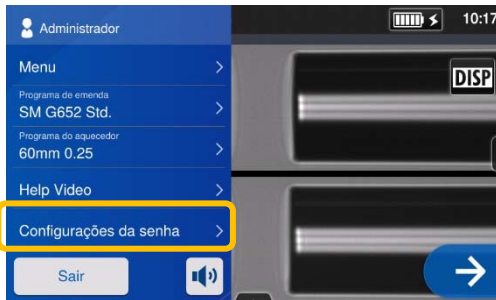 Administrador
10:17
Menu
DISP
Programa de emenda
SM G652 Std.
Programa do aquecedor
60mm 0.25
Help Video
Configurações da senha
Sair